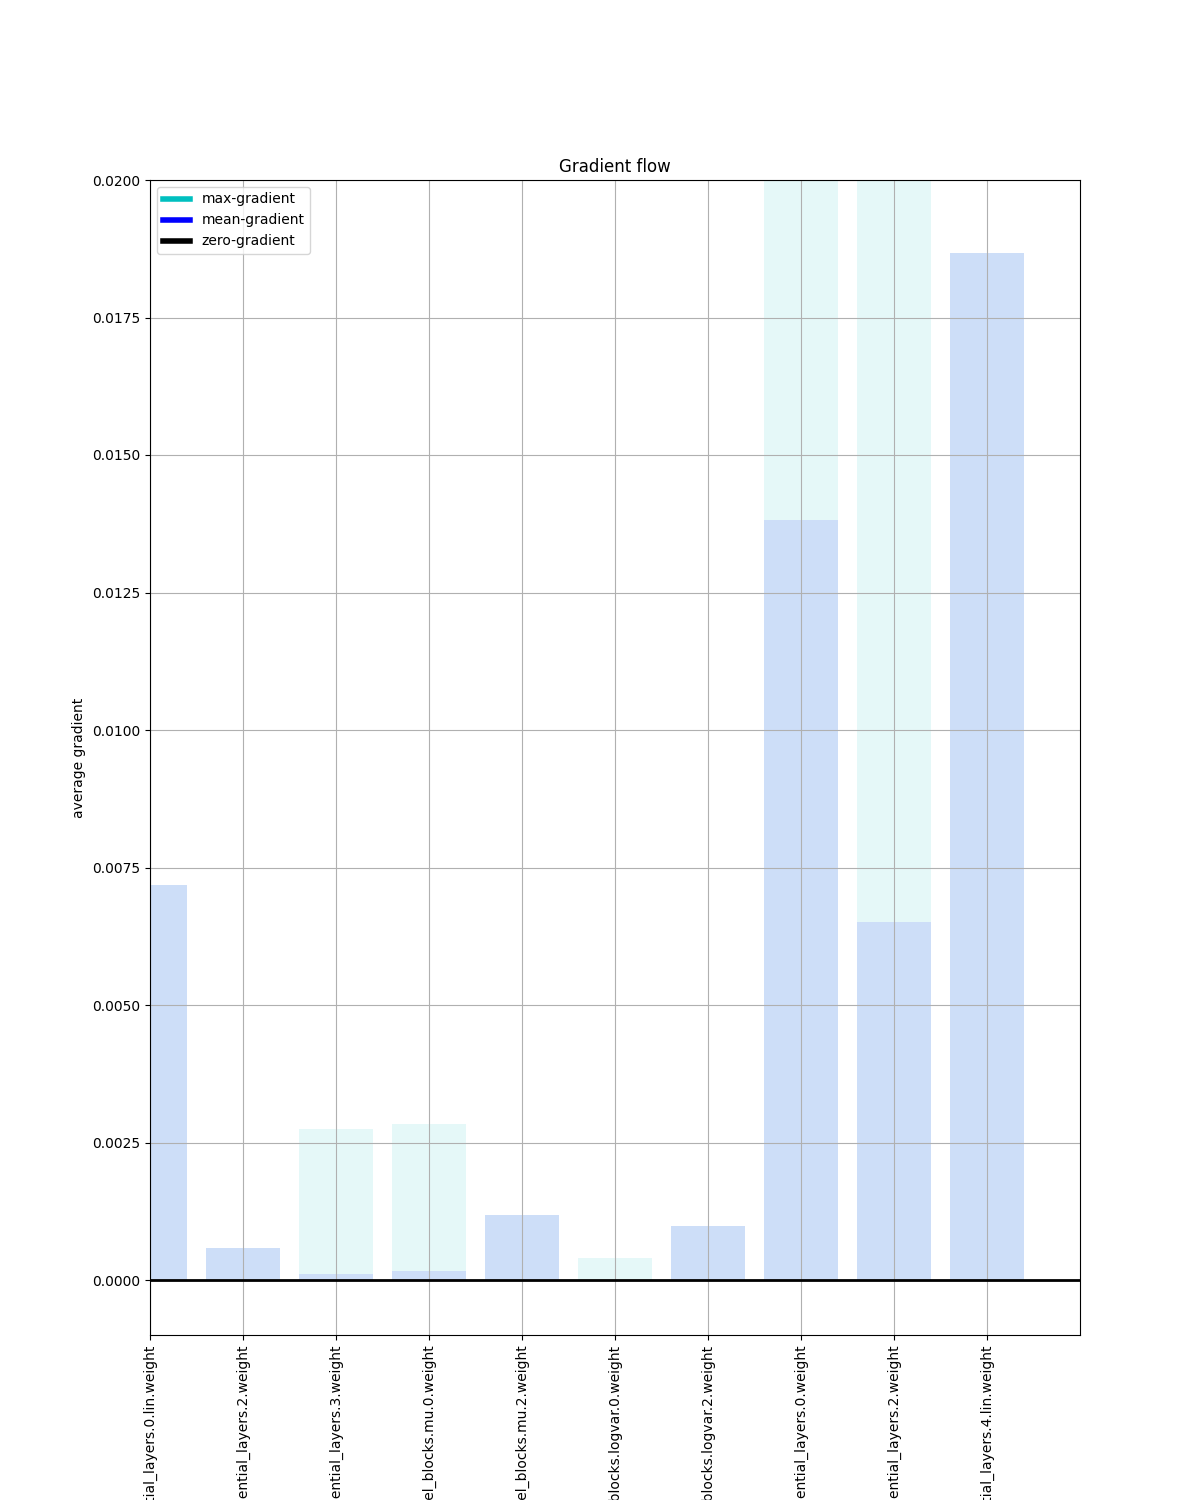 Gradient flow
max-gradient
mean-gradient
zero-gradient
average gradient
0.0200
0.0175
0.0150
0.0125
0.0100
0.0075
0.0050
0.0025
0.0000
tial_layers.0.lin.weight
ential_layers.2.weight
ential_layers.3.weight
el_blocks.mu.0.weight
el_blocks.mu.2.weight
blocks.logvar.0.weight
blocks.logvar.2.weight
ential_layers.0.weight
ential_layers.2.weight
tial_layers.4.lin.weight